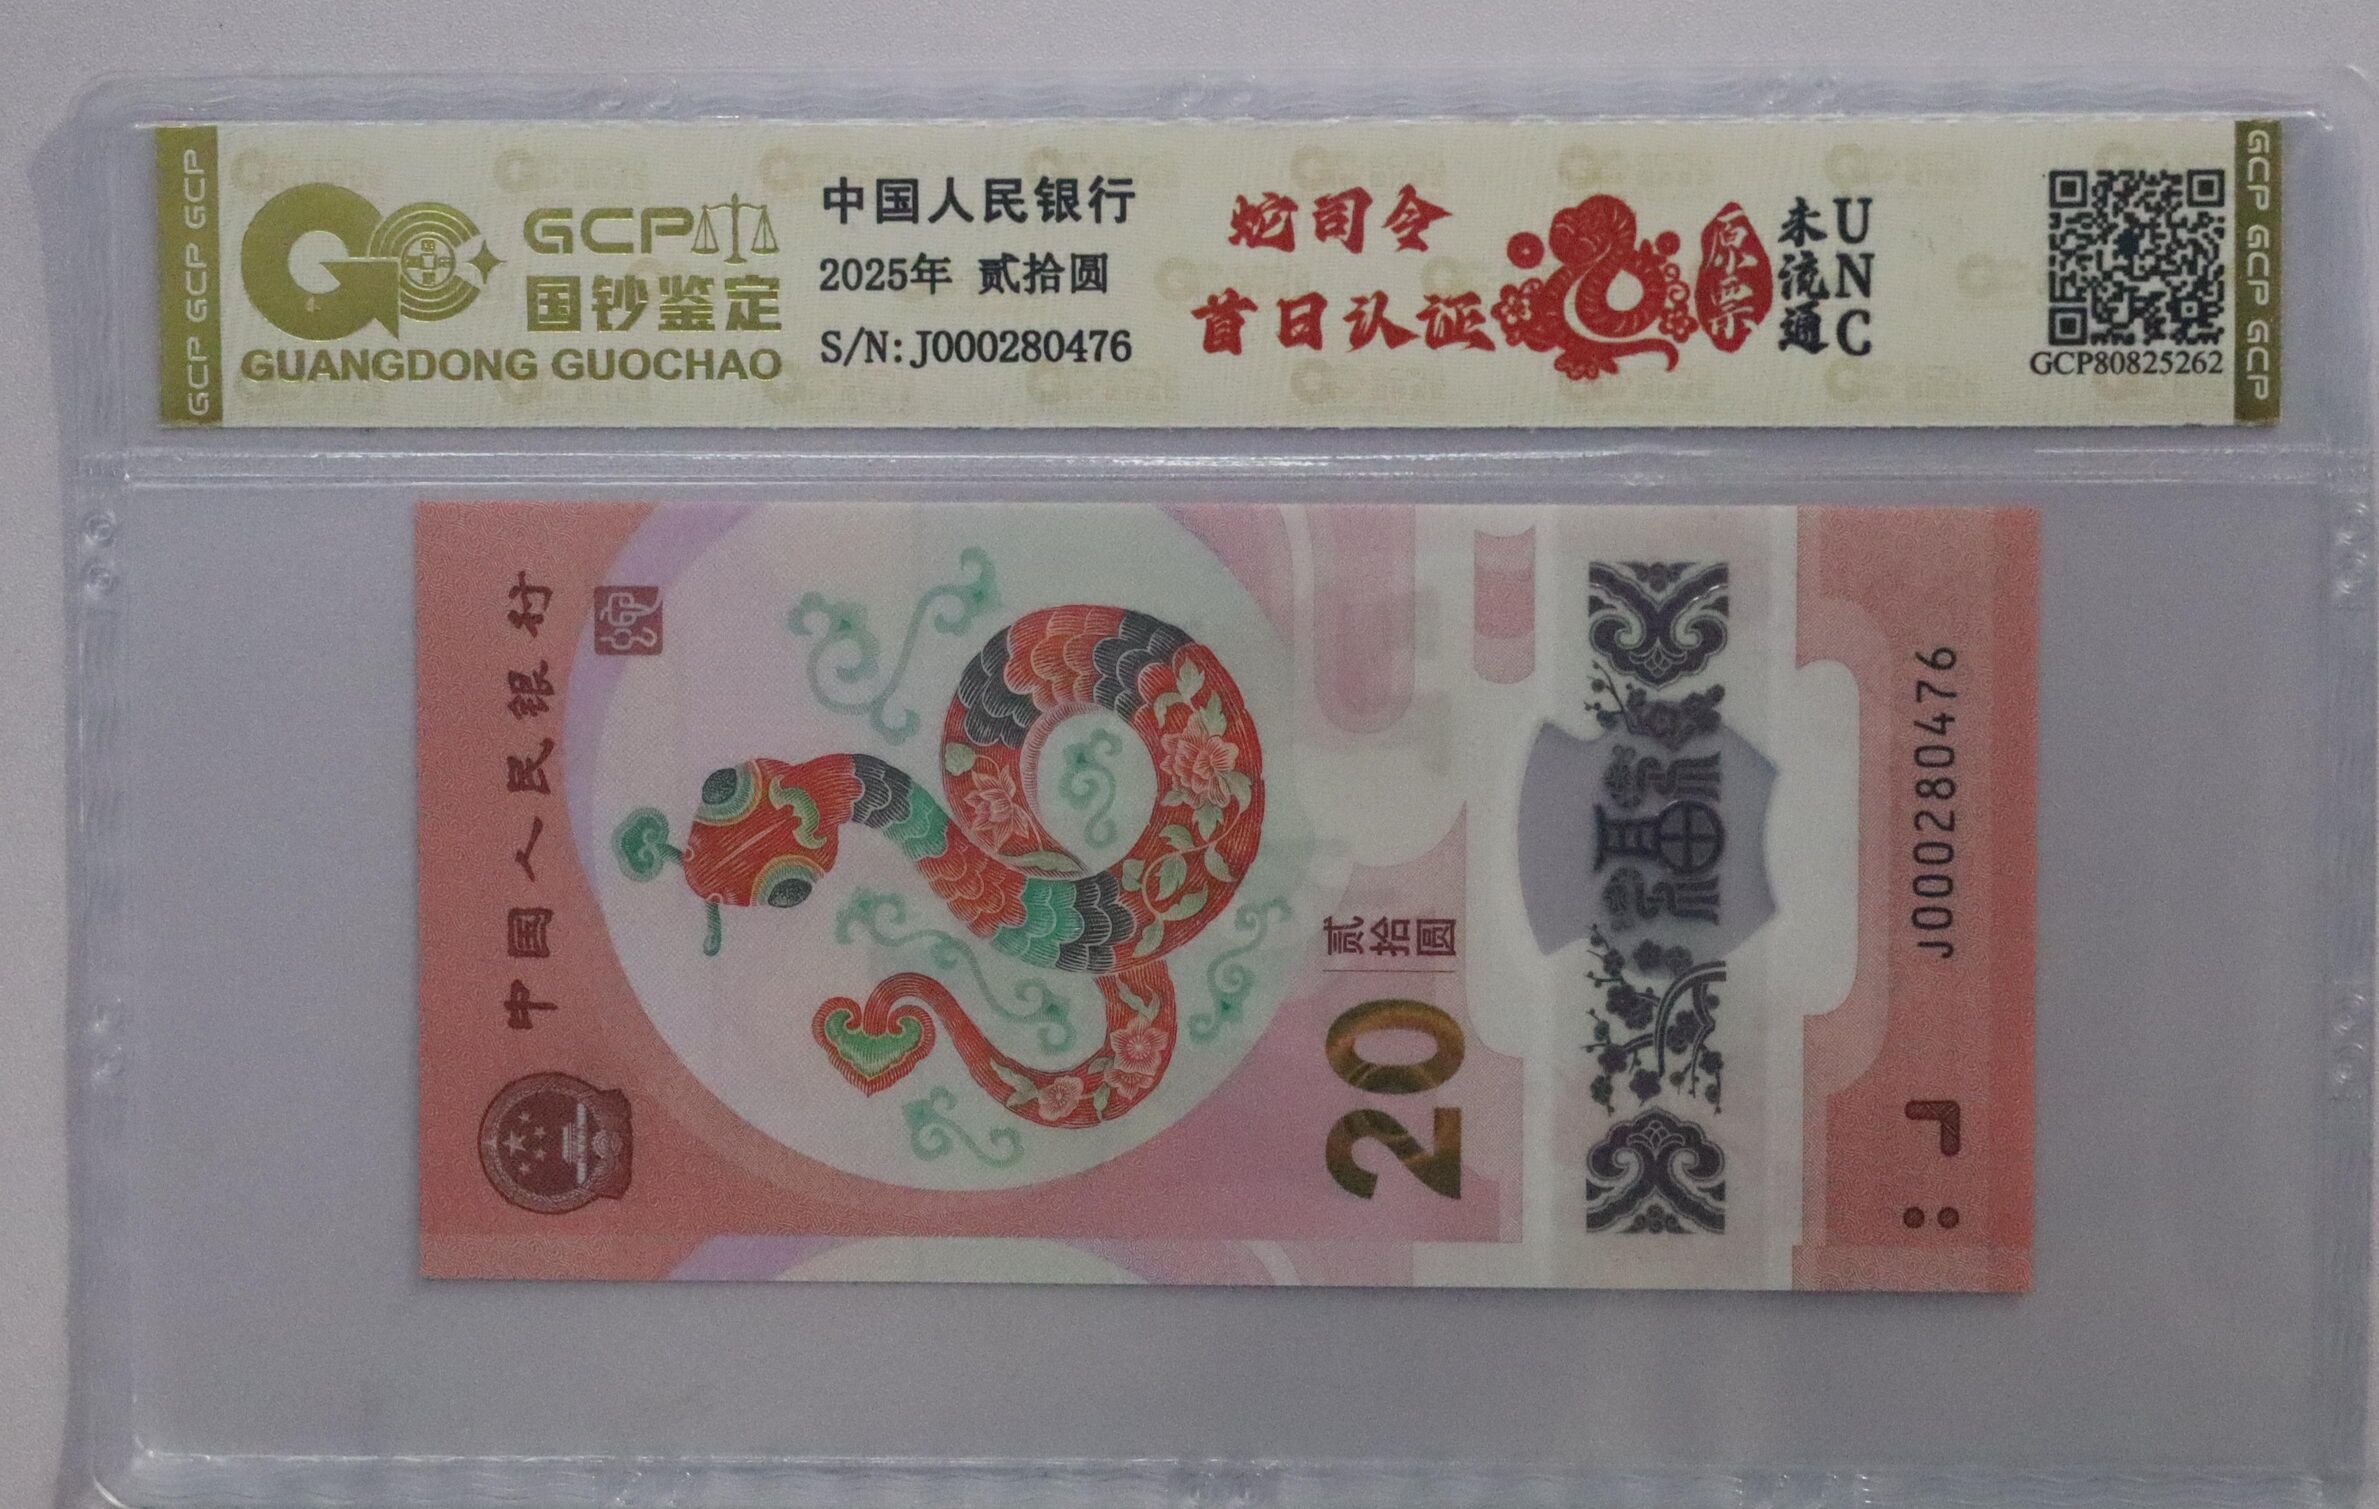 GCP GCP GCP
GCP
国钞鉴定
GUANGDONG GUOCHAO
中国人民银行
2025年 贰拾圆
S/N: J000280476
蛇司令
首日认证
原票
未流通
UNC
GCP80825262
GCP GCP GCP
中国人民银行
贰拾圆
20
福
J000280476